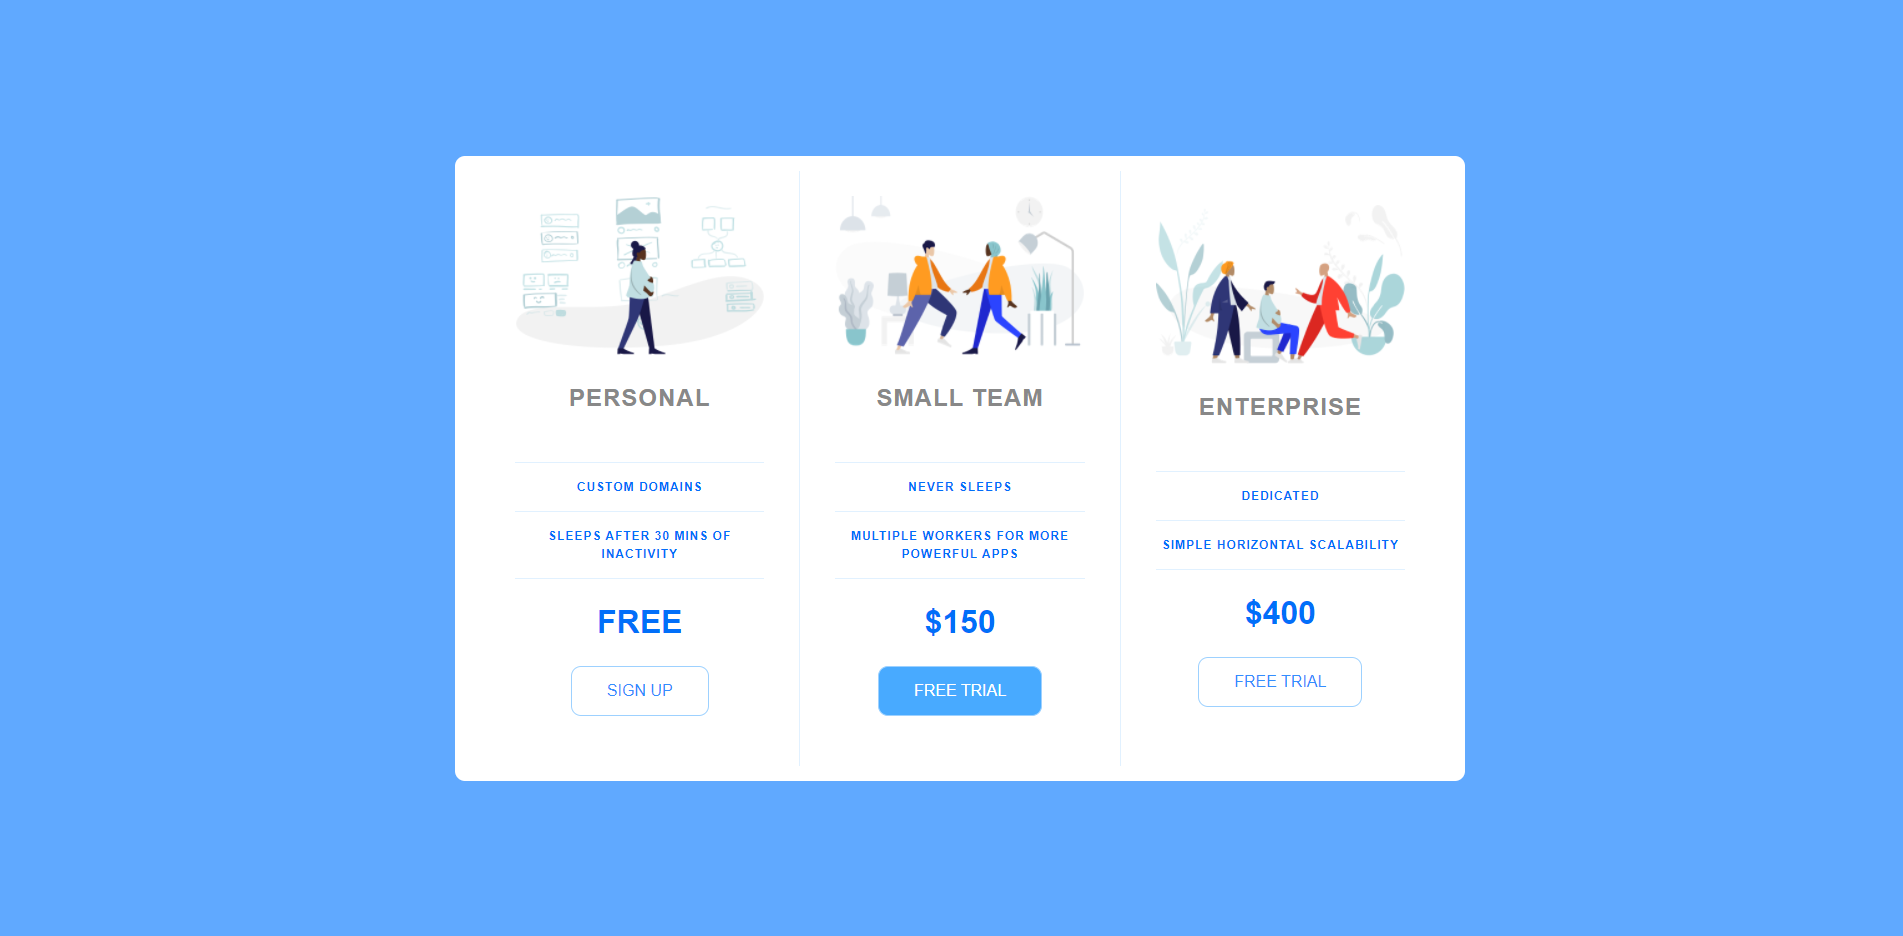 PERSONAL
CUSTOM DOMAINS
SLEEPS AFTER 30 MINS OF
INACTIVITY
FREE
SIGN UP
SMALL TEAM
NEVER SLEEPS
MULTIPLE WORKERS FOR MORE
POWERFUL APPS
$150
FREE TRIAL
ENTERPRISE
DEDICATED
SIMPLE HORIZONTAL SCALABILITY
$400
FREE TRIAL